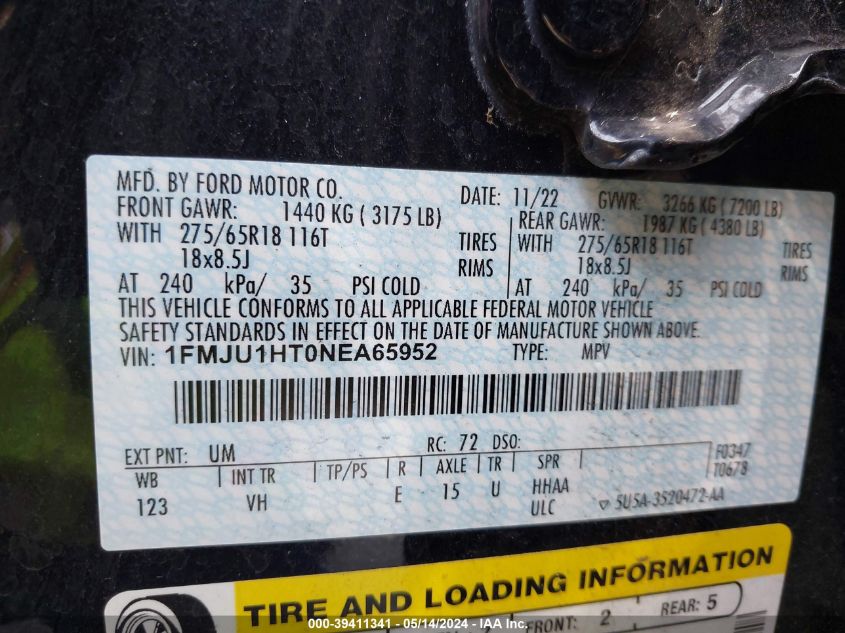 MFD. BY FORD MOTOR CO. DATE: 11/22 GVWR: 3266 KG ( 7200 LB)
FRONT GAWR: 1440 KG ( 3175 LB) REAR GAWR: 1987 KG ( 4380 LB)
WITH 275/65R18 116T TIRES WITH 275/65R18 116T TIRES
18x8.5J RIMS 18x8.5J RIMS
AT 240 kPa/ 35 PSI COLD AT 240 kPa/ 35 PSI COLD
THIS VEHICLE CONFORMS TO ALL APPLICABLE FEDERAL MOTOR VEHICLE
SAFETY STANDARDS IN EFFECT ON THE DATE OF MANUFACTURE SHOWN ABOVE.
VIN: 1FMJU1HT0NEA65952 TYPE: MPV
EXT PNT: UM RC: 72 DSO:
WB INT TR TP/PS R AXLE TR SPR
123 VH E 15 U HHAA
ULC
F0347
T0678
5U5A-3520472-AA
TIRE AND LOADING INFORMATION
FRONT: 2 REAR: 5
000-39411341 - 05/14/2024 - IAA Inc.